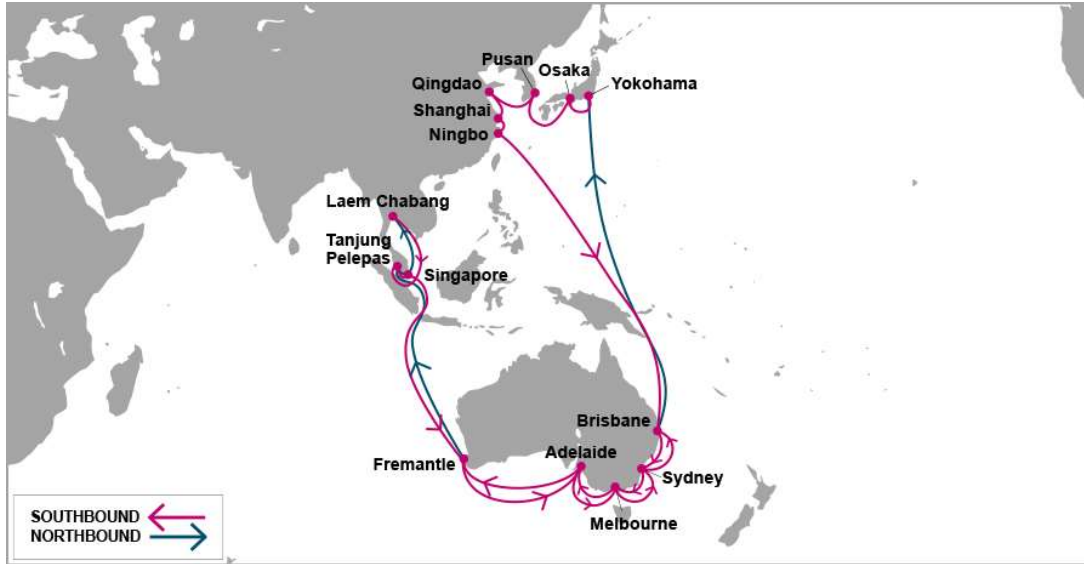 Pusan
Osaka
Qingdao
Yokohama
Shanghai
Ningbo
Laem Chabang
Tanjung
Pelepas
Singapore
Brisbane
Adelaide
Fremantle
Sydney
Melbourne
SOUTHBOUND
NORTHBOUND